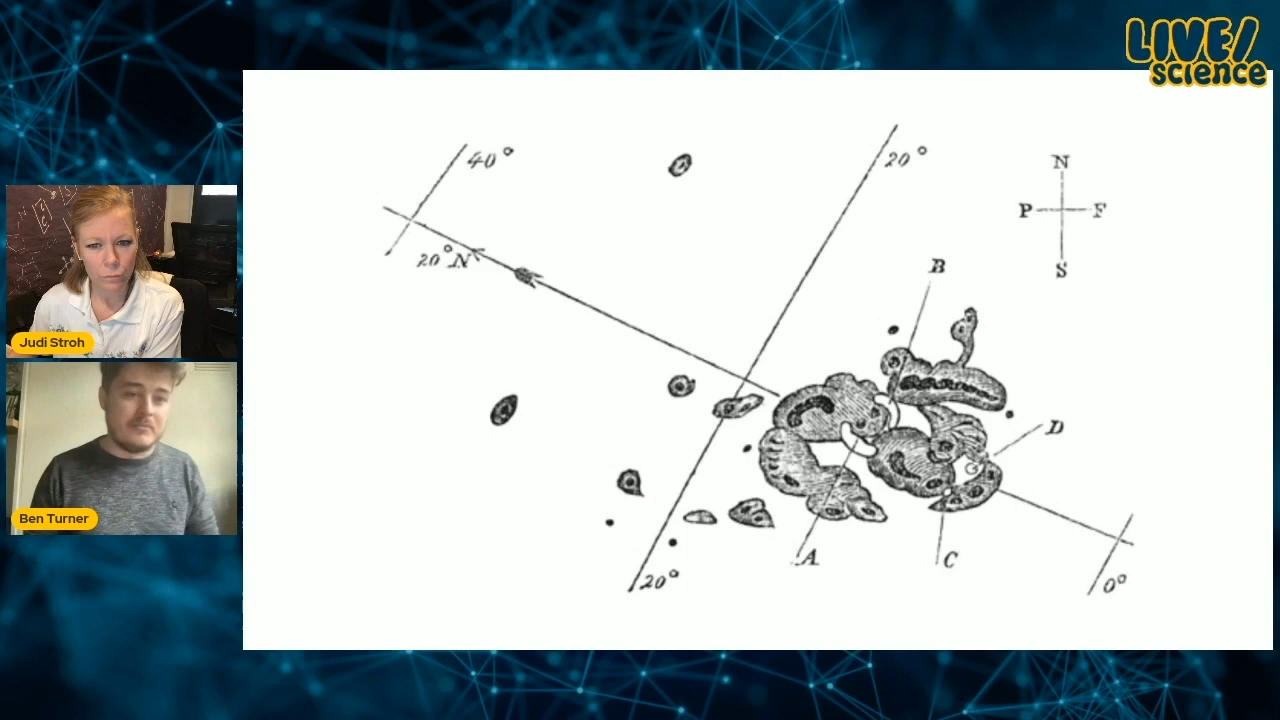 LIVE/
science
40°
20°
N
P F
20°N
S
B
D
A
C
20°
0°
Judi Stroh
Ben Turner